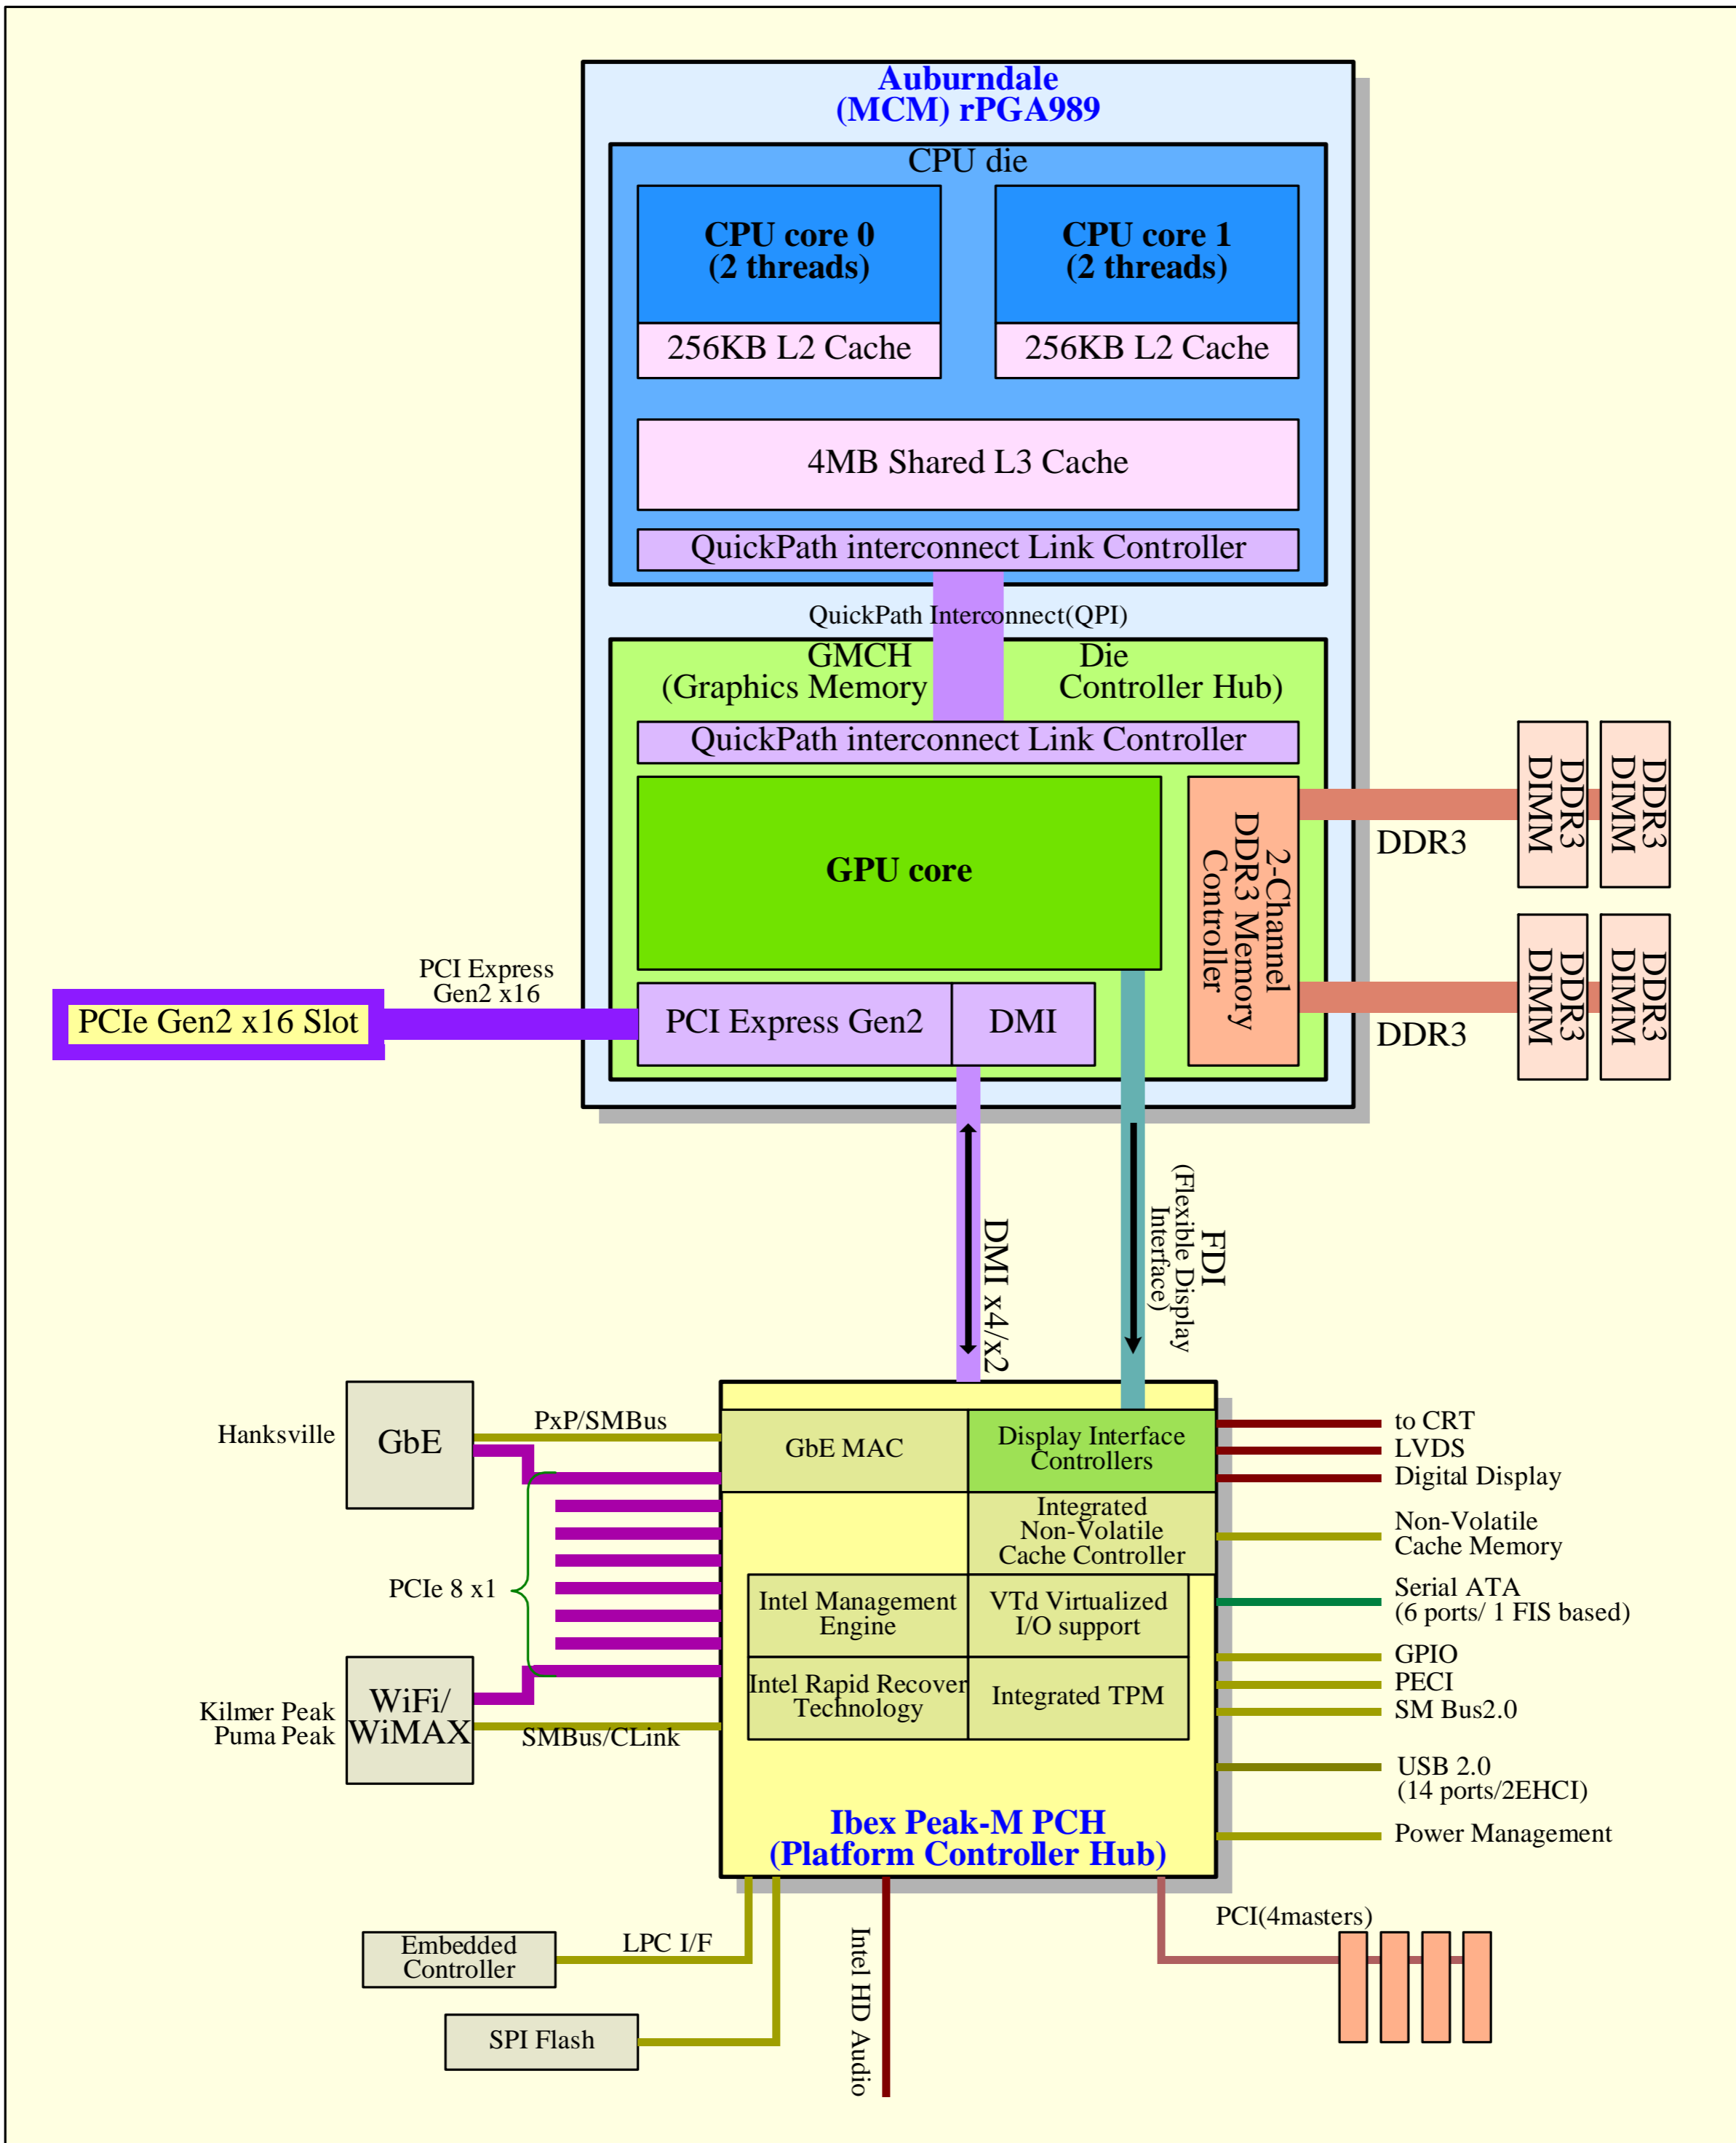 Auburndale
(MCM) rPGA989
CPU die
CPU core 0
(2 threads)
CPU core 1
(2 threads)
256KB L2 Cache
256KB L2 Cache
4MB Shared L3 Cache
QuickPath interconnect Link Controller
QuickPath Interconnect(QPI)
GMCH Die
(Graphics Memory Controller Hub)
QuickPath interconnect Link Controller
GPU core
2-Channel
DDR3 Memory
Controller
DDR3
DDR3
DIMM
DDR3
DIMM
DDR3
DDR3
DIMM
DDR3
DIMM
PCI Express
Gen2 x16
PCIe Gen2 x16 Slot
PCI Express Gen2
DMI
DMI x4/x2
FDI
(Flexible Display
Interface)
Hanksville
GbE
PxP/SMBus
GbE MAC
Display Interface
Controllers
to CRT
LVDS
Digital Display
Integrated
Non-Volatile
Cache Controller
Non-Volatile
Cache Memory
PCIe 8 x1
Intel Management
Engine
VTd Virtualized
I/O support
Serial ATA
(6 ports/ 1 FIS based)
GPIO
PECI
SM Bus2.0
Kilmer Peak
Puma Peak
WiFi/
WiMAX
SMBus/CLink
Intel Rapid Recover
Technology
Integrated TPM
USB 2.0
(14 ports/2EHCI)
Power Management
Ibex Peak-M PCH
(Platform Controller Hub)
Embedded
Controller
LPC I/F
SPI Flash
Intel HD Audio
PCI(4masters)